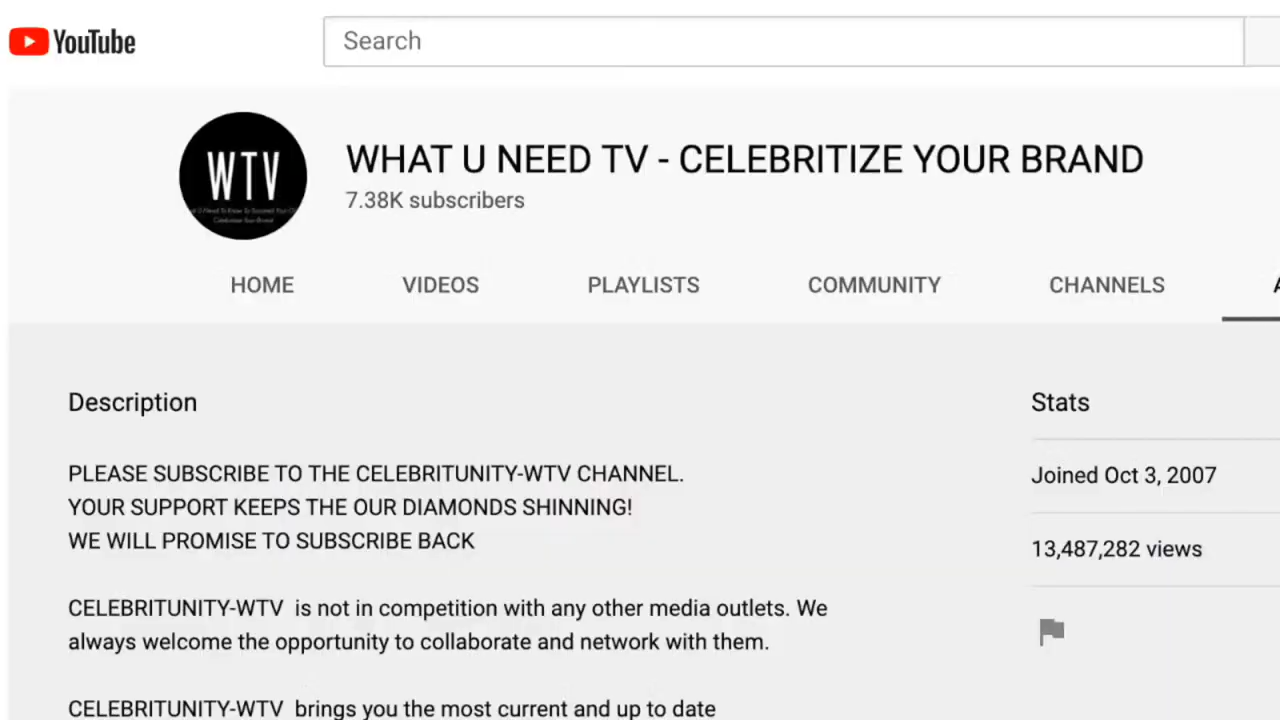 YouTube
Search
WTV
WHAT U NEED TV - CELEBRITIZE YOUR BRAND
7.38K subscribers
HOME
VIDEOS
PLAYLISTS
COMMUNITY
CHANNELS
Description
PLEASE SUBSCRIBE TO THE CELEBRITUNITY-WTV CHANNEL.
YOUR SUPPORT KEEPS THE OUR DIAMONDS SHINNING!
WE WILL PROMISE TO SUBSCRIBE BACK
CELEBRITUNITY-WTV is not in competition with any other media outlets. We
always welcome the opportunity to collaborate and network with them.
CELEBRITUNITY-WTV brings you the most current and up to date
Stats
Joined Oct 3, 2007
13,487,282 views